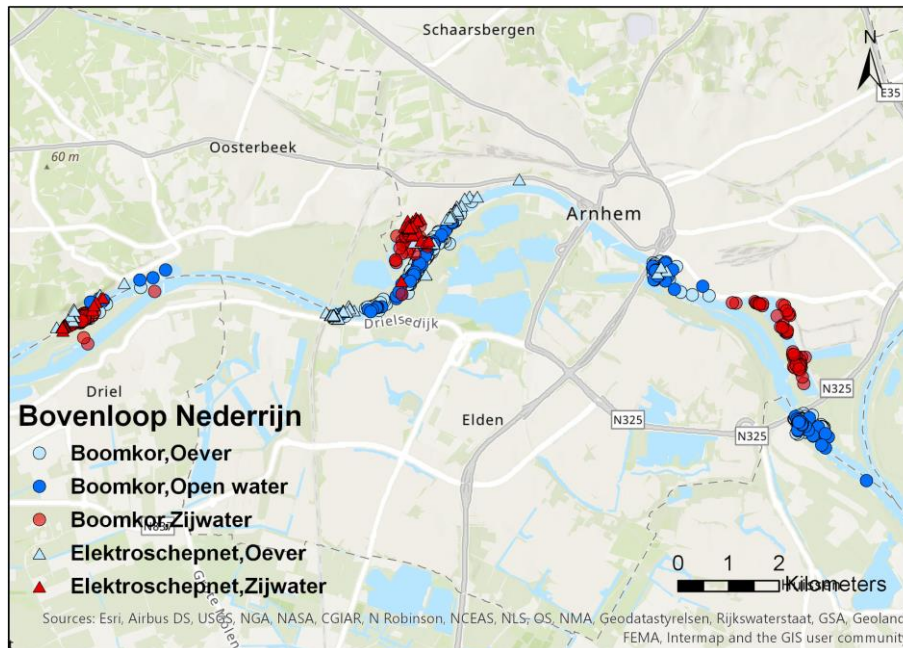 Schaarsbergen
N
E35
Oosterbeek
60 m
Arnhem
Drielsedijk
Driel
Elden
N325
N325
N325
Bovenloop Nederrijn
Boomkor,Oever
Boomkor,Open water
Boomkor,Zijwater
N837
Elektroschepnet,Oever
Elektroschepnet,Zijwater
0 1 2
Kilometers
Sources: Esri, Airbus DS, USGS, NGA, NASA, CGIAR, N Robinson, NCEAS, NLS, OS, NMA, Geodatastyrelsen, Rijkswaterstaat, GSA, Geoland
FEMA, Intermap and the GIS user community